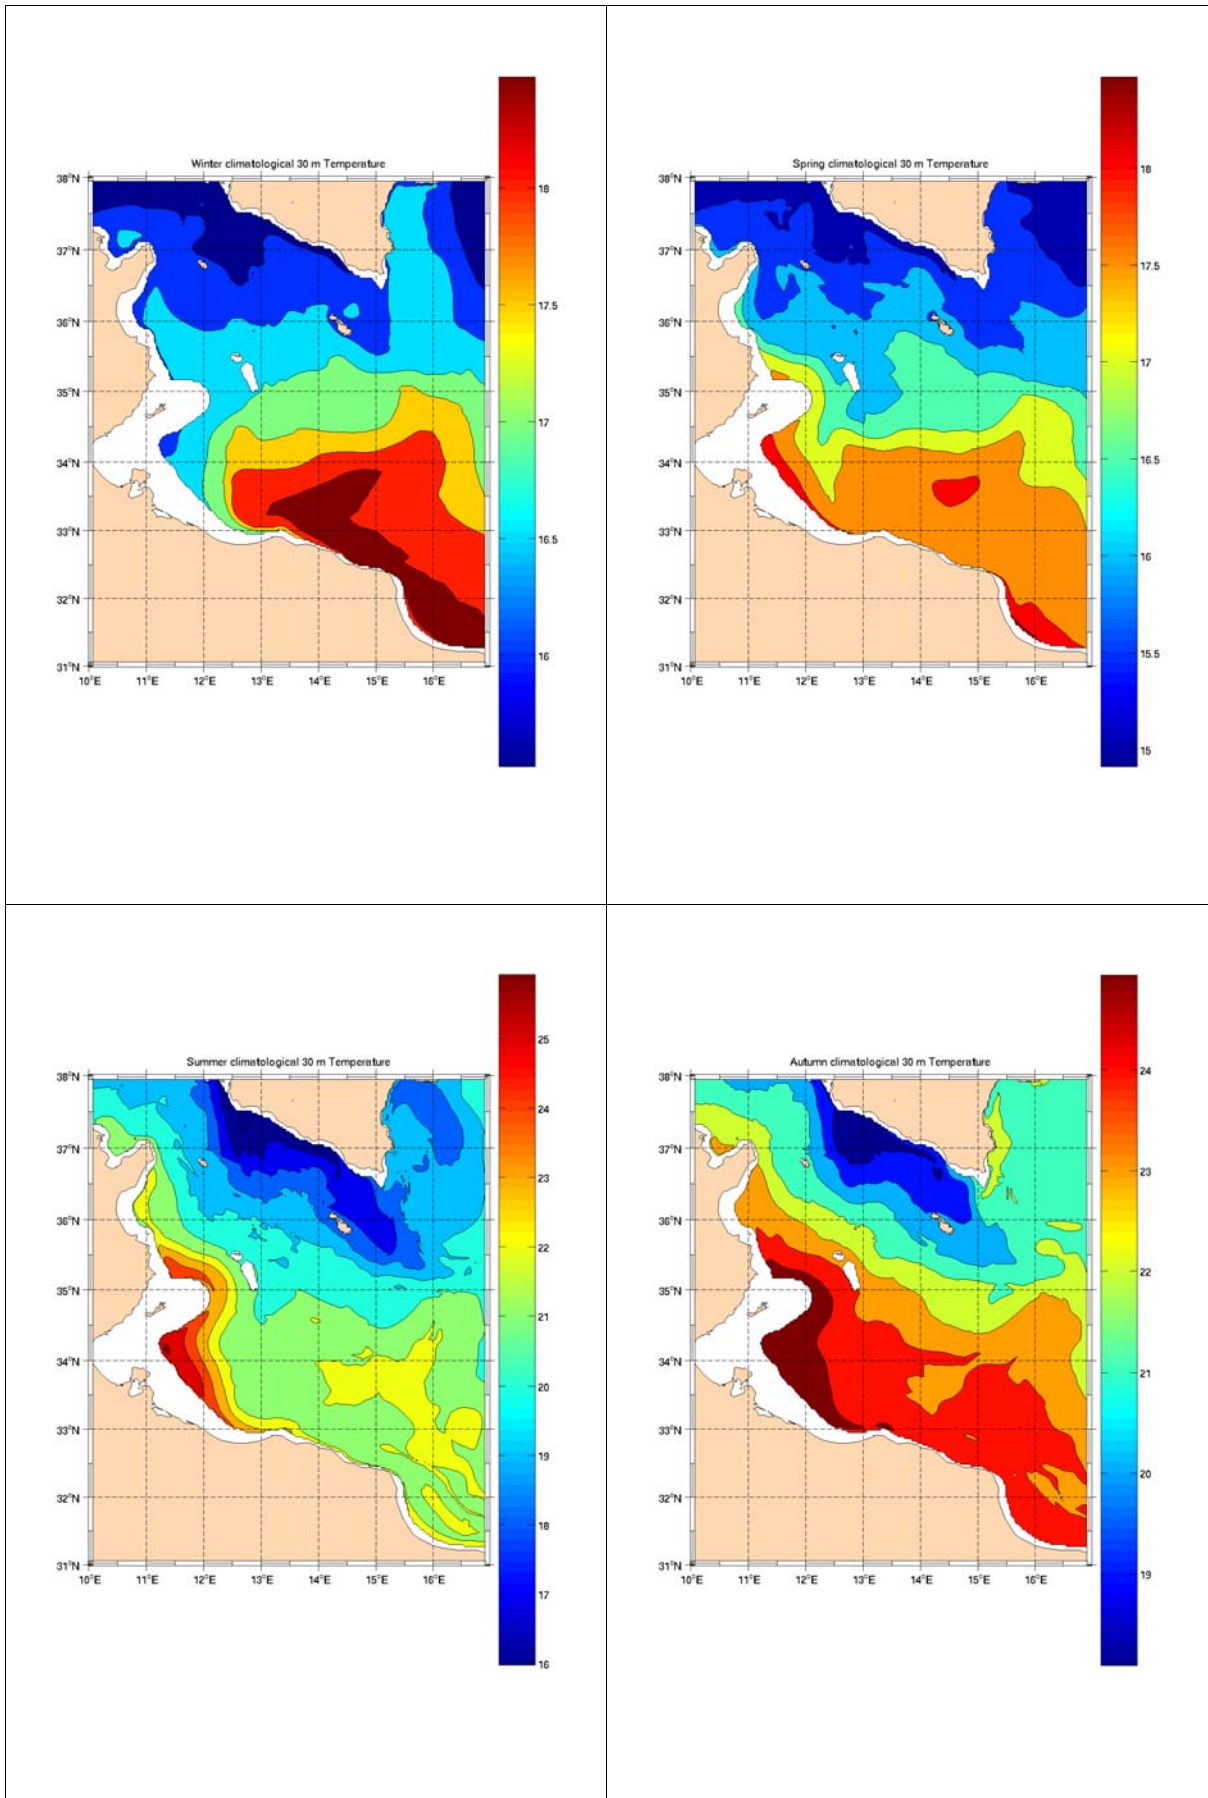 Winter climatological 30 m Temperature
38°N
37°N
36°N
35°N
34°N
33°N
32°N
31°N
10°E 11°E 12°E 13°E 14°E 15°E 16°E
18
17.5
17
16.5
16
Spring climatological 30 m Temperature
38°N
37°N
36°N
35°N
34°N
33°N
32°N
31°N
10°E 11°E 12°E 13°E 14°E 15°E 16°E
18
17.5
17
16.5
16
15.5
15
Summer climatological 30 m Temperature
38°N
37°N
36°N
35°N
34°N
33°N
32°N
31°N
10°E 11°E 12°E 13°E 14°E 15°E 16°E
25
24
23
22
21
20
19
18
17
16
Autumn climatological 30 m Temperature
38°N
37°N
36°N
35°N
34°N
33°N
32°N
31°N
10°E 11°E 12°E 13°E 14°E 15°E 16°E
24
23
22
21
20
19